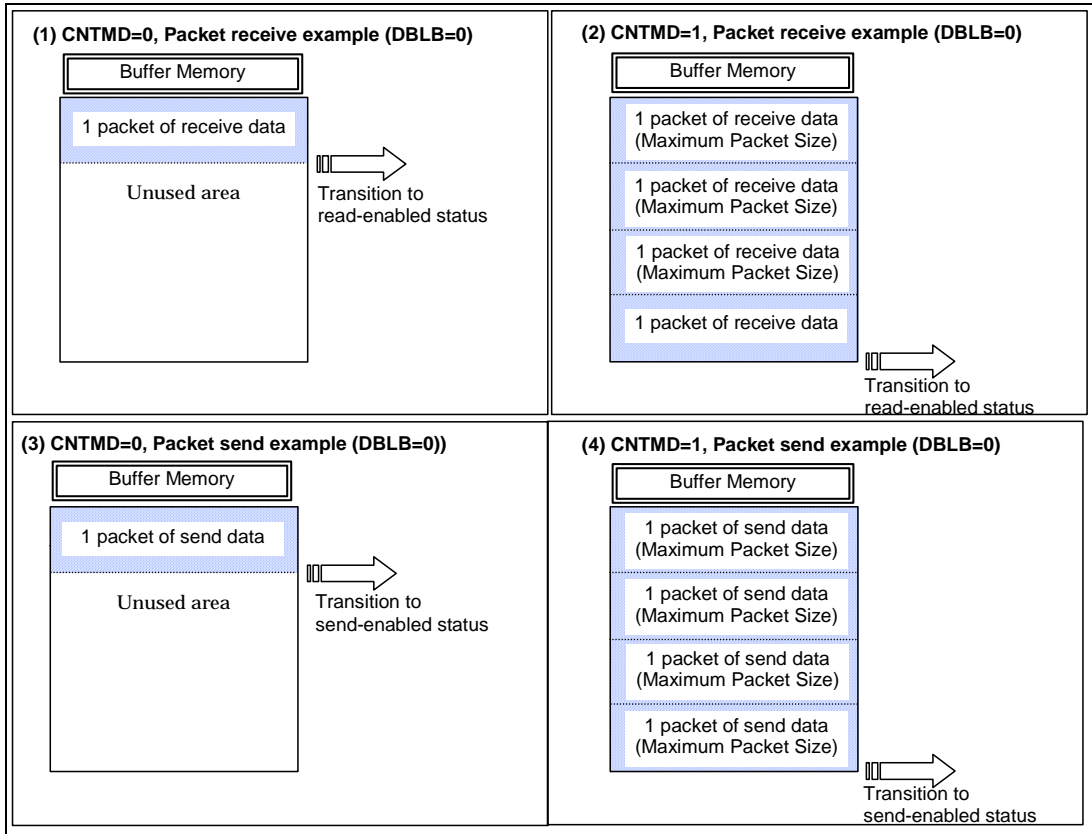 (1) CNTMD=0, Packet receive example (DBLB=0)
Buffer Memory
1 packet of receive data
Unused area
Transition to
read-enabled status
(2) CNTMD=1, Packet receive example (DBLB=0)
Buffer Memory
1 packet of receive data
(Maximum Packet Size)
1 packet of receive data
(Maximum Packet Size)
1 packet of receive data
(Maximum Packet Size)
1 packet of receive data
Transition to
read-enabled status
(3) CNTMD=0, Packet send example (DBLB=0))
Buffer Memory
1 packet of send data
Unused area
Transition to
send-enabled status
(4) CNTMD=1, Packet send example (DBLB=0)
Buffer Memory
1 packet of send data
(Maximum Packet Size)
1 packet of send data
(Maximum Packet Size)
1 packet of send data
(Maximum Packet Size)
1 packet of send data
(Maximum Packet Size)
Transition to
send-enabled status